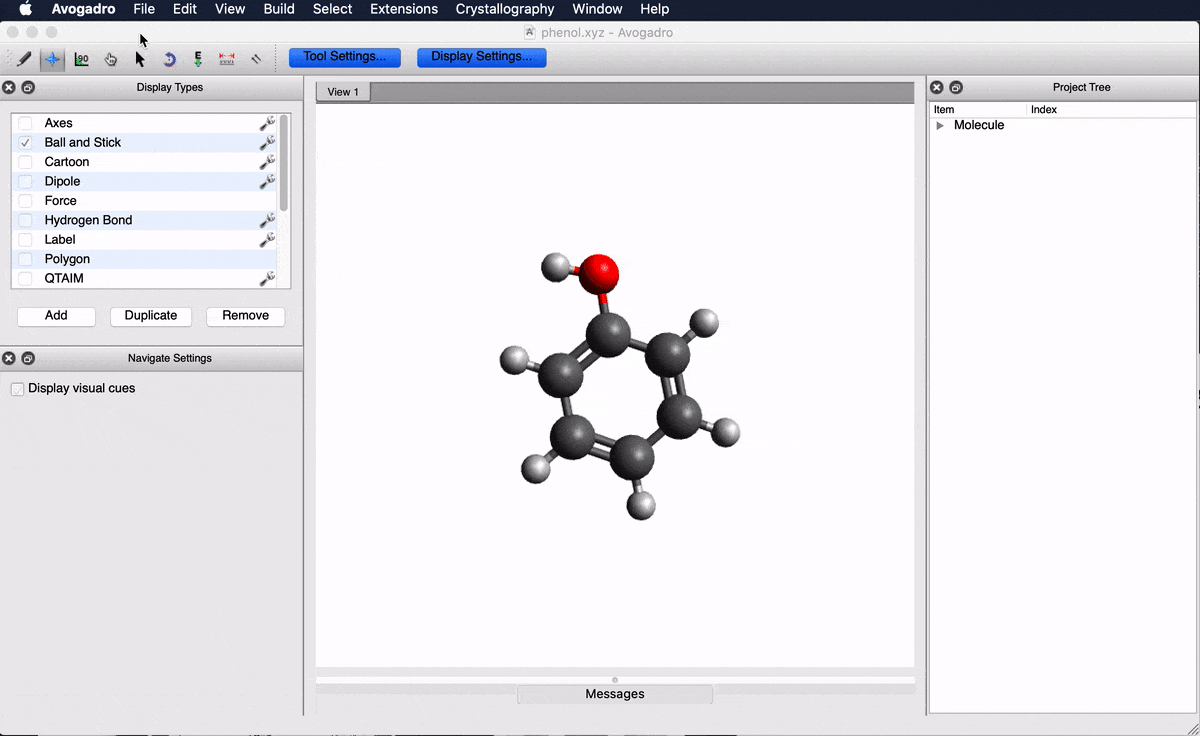 Avogadro File Edit View Build Select Extensions Crystallography Window Help
phenol.xyz - Avogadro
90 E Tool Settings... Display Settings...
Display Types
Axes
Ball and Stick
Cartoon
Dipole
Force
Hydrogen Bond
Label
Polygon
QTAIM
Add Duplicate Remove
Navigate Settings
Display visual cues
View 1
Messages
Project Tree
Item Index
Molecule